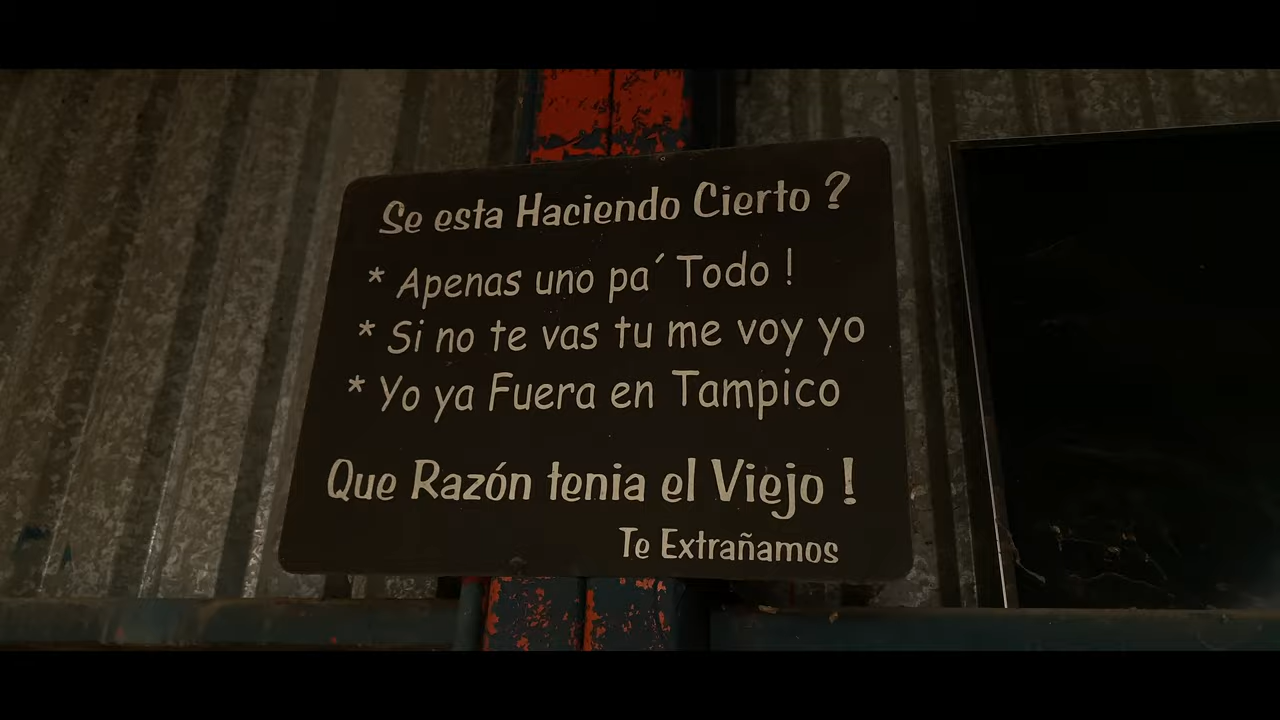 Se esta Haciendo Cierto ?
* Apenas uno pa´ Todo !
* Si no te vas tu me voy yo
* Yo ya Fuera en Tampico
Que Razón tenia el Viejo !
Te Extrañamos